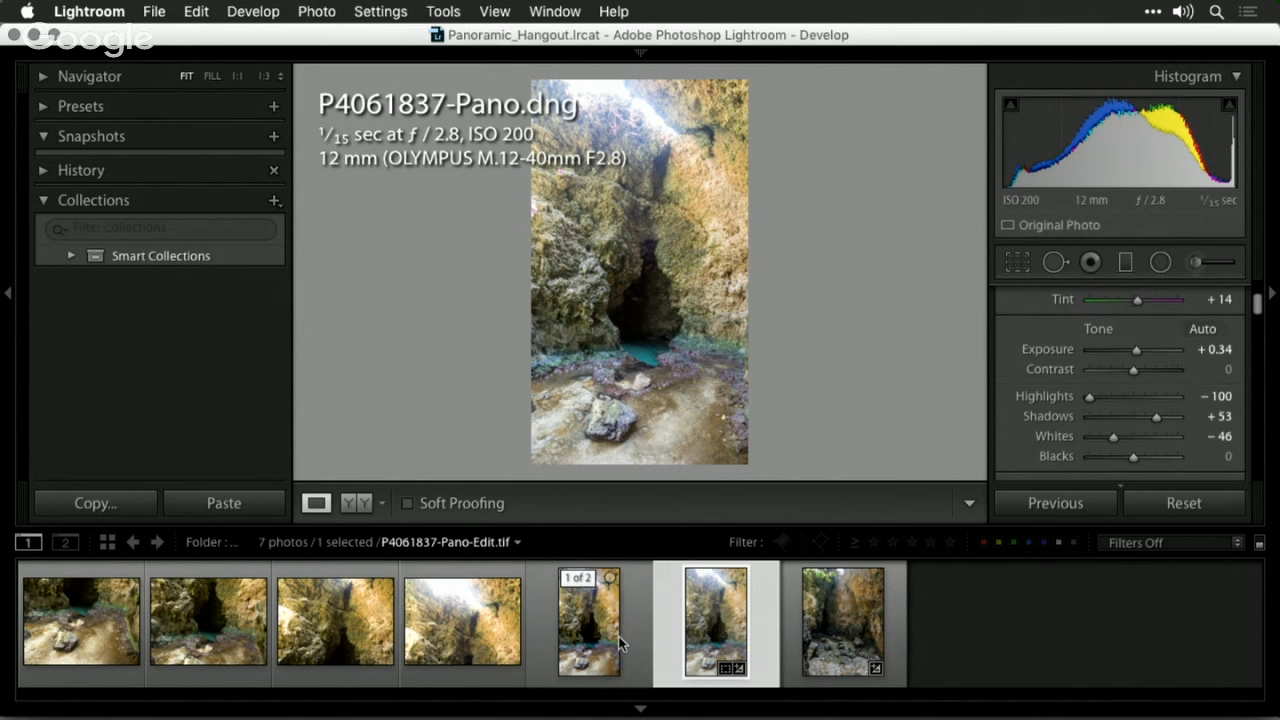 Lightroom File Edit Develop Photo Settings Tools View Window Help
Google
Panoramic_Hangout.lrcat - Adobe Photoshop Lightroom - Develop
Navigator FIT FILL 1:1 1:3
Presets
Snapshots
History
Collections
Filter Collections
Smart Collections
Copy... Paste
P4061837-Pano.dng
1/15 sec at ƒ / 2.8, ISO 200
12 mm (OLYMPUS M.12-40mm F2.8)
Soft Proofing
Histogram
ISO 200 12 mm ƒ / 2.8 1/15 sec
Original Photo
Tint + 14
Tone Auto
Exposure + 0.34
Contrast 0
Highlights - 100
Shadows + 53
Whites - 46
Blacks 0
Previous Reset
1 2 Folder : ... 7 photos / 1 selected / P4061837-Pano-Edit.tif Filter : Filters Off
1 of 2